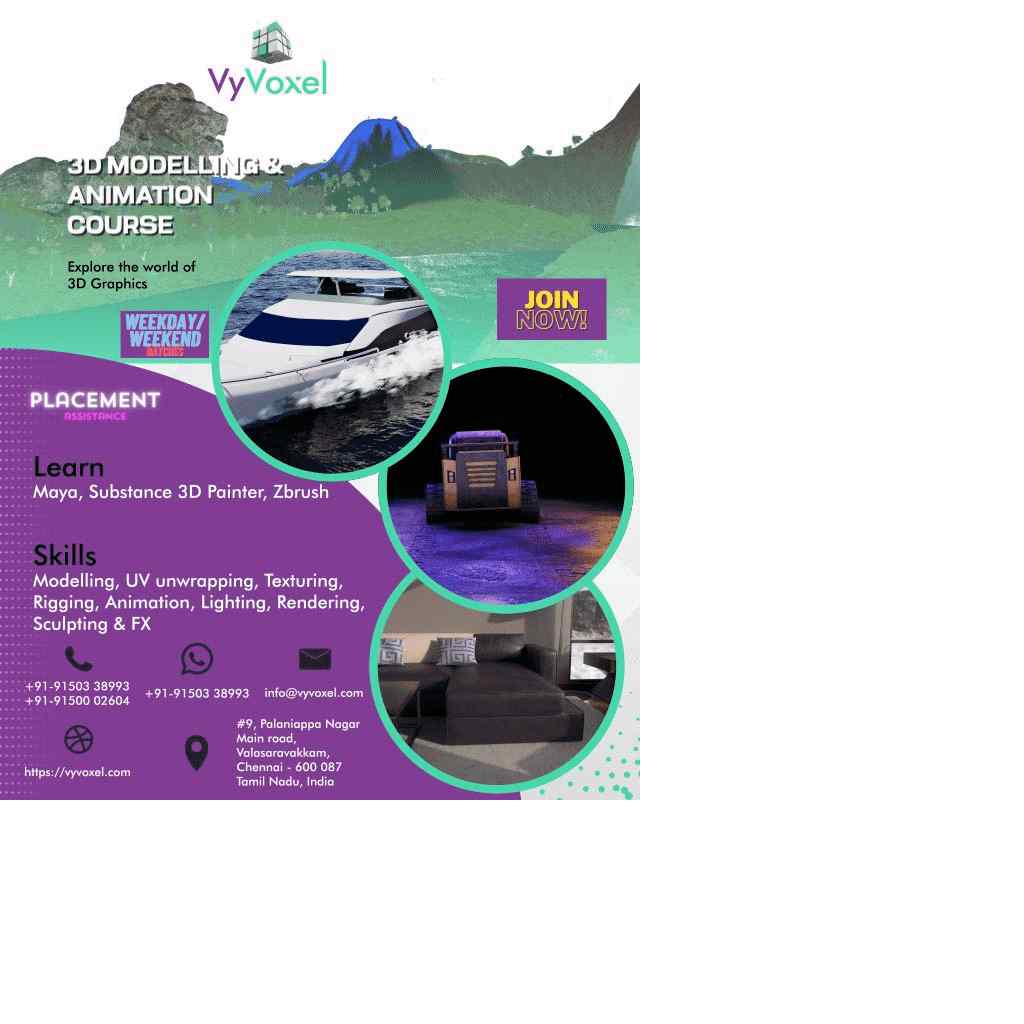 VyVoxel
3D MODELLING &
ANIMATION
COURSE
Explore the world of
3D Graphics
WEEKDAY/
WEEKEND
BATCHES
JOIN
NOW!
PLACEMENT
ASSISTANCE
Learn
Maya, Substance 3D Painter, Zbrush
Skills
Modelling, UV unwrapping, Texturing,
Rigging, Animation, Lighting, Rendering,
Sculpting & FX
+91-91503 38993
+91-91500 02604
+91-91503 38993
info@vyvoxel.com
https://vyvoxel.com
#9, Palaniappa Nagar
Main road,
Valasaravakkam,
Chennai - 600 087
Tamil Nadu, India